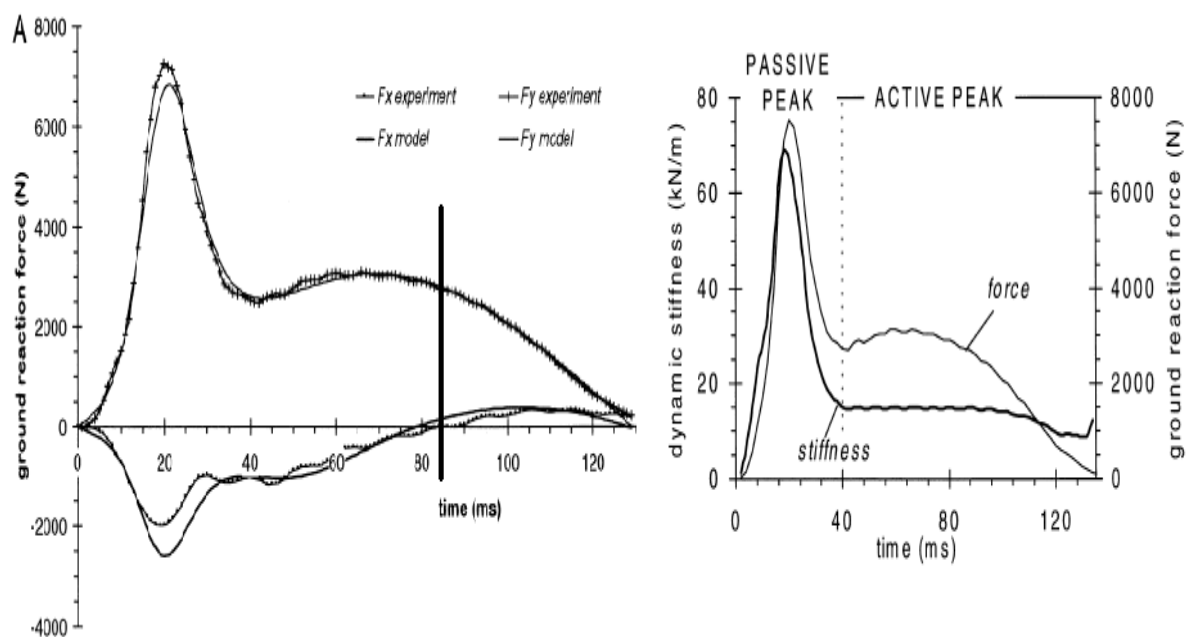 A
8000
6000
4000
2000
0
-2000
-4000
ground reaction force (N)
0 20 40 60 80 100 120
time (ms)
Fx experiment Fy experiment
Fx model Fy model
PASSIVE
PEAK
ACTIVE PEAK
80
60
40
20
0
dynamic stiffness (kN/m)
8000
6000
4000
2000
0
ground reaction force (N)
force
stiffness
0 40 80 120
time (ms)